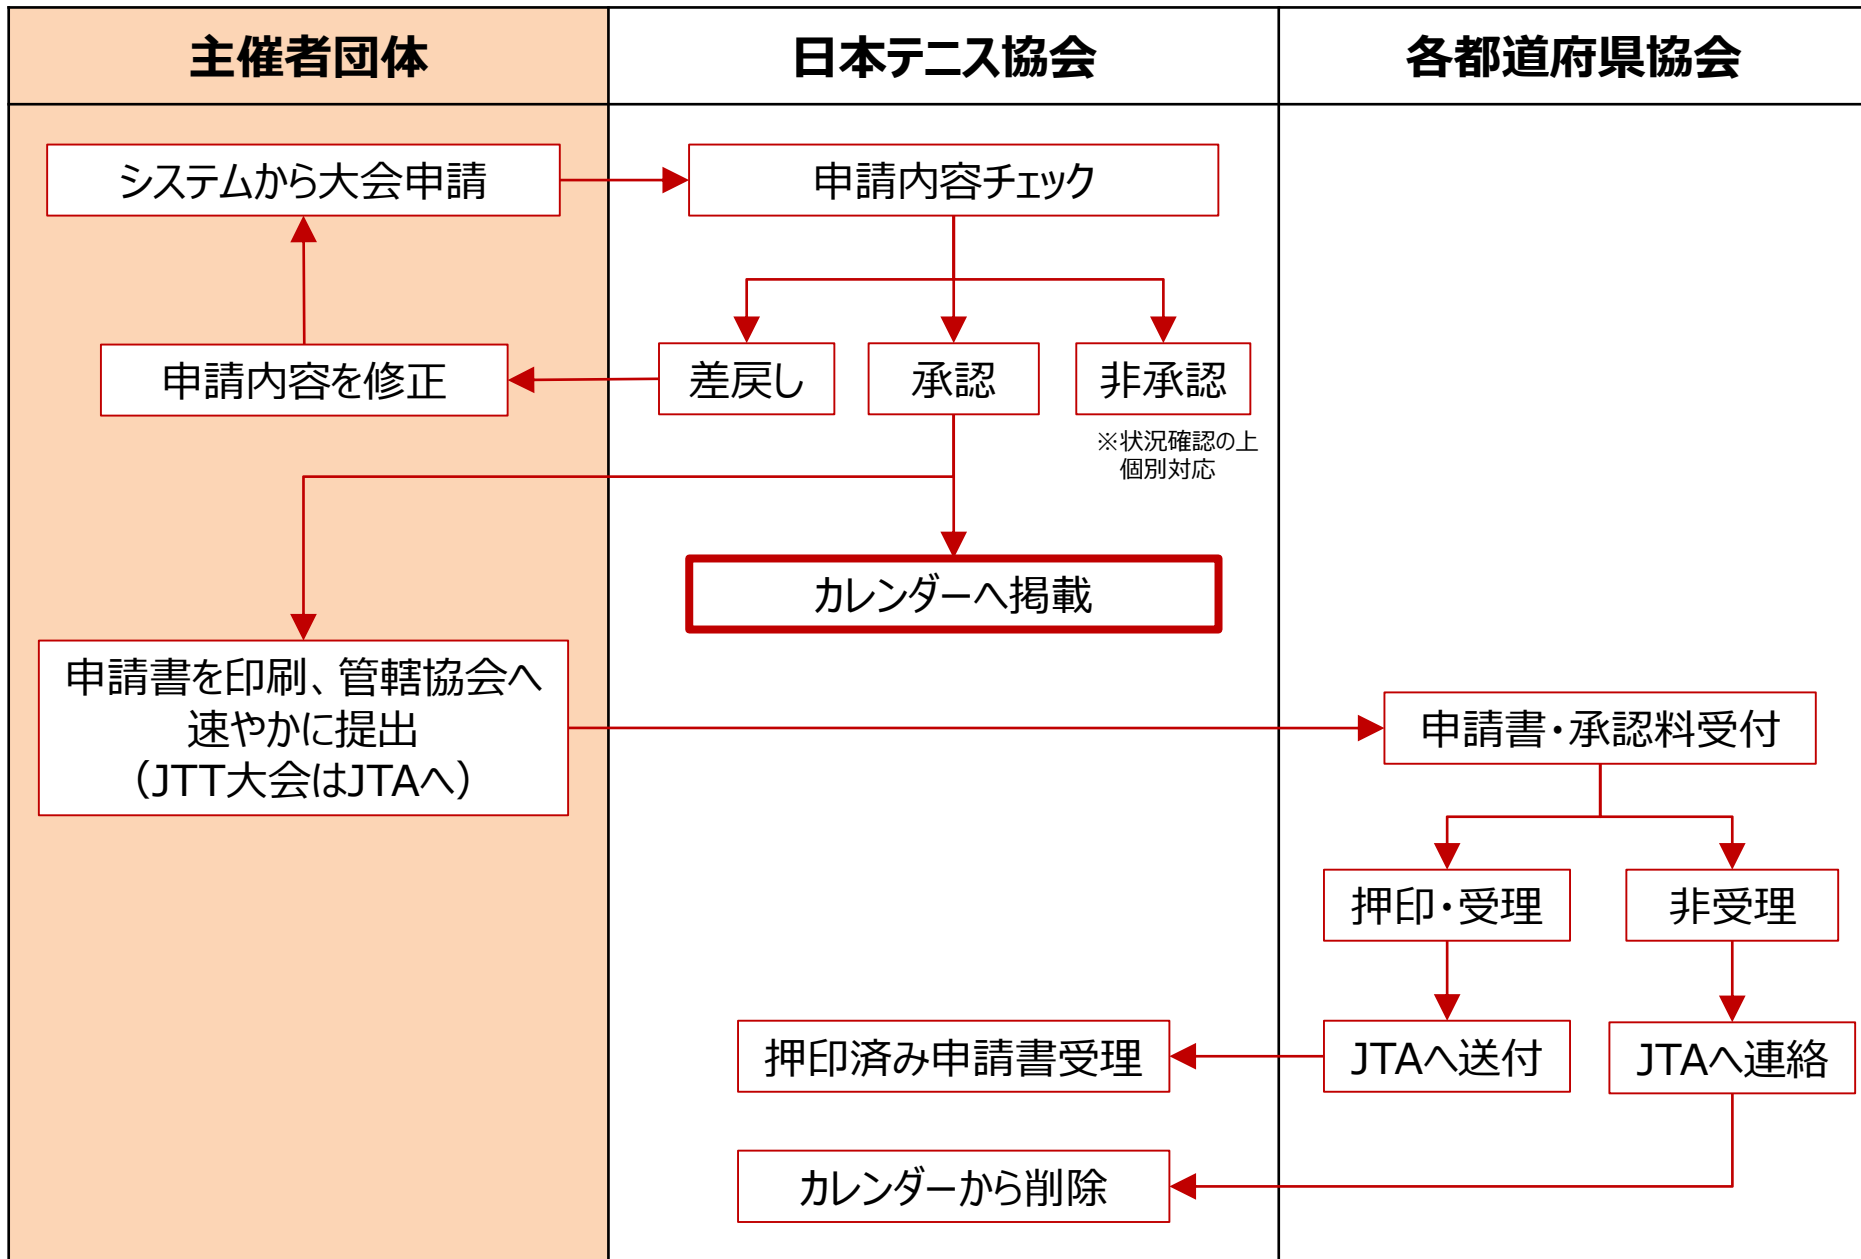 主催者団体
日本テニス協会
各都道府県協会
システムから大会申請
申請内容チェック
申請内容を修正
差戻し
承認
非承認
※状況確認の上
個別対応
カレンダーへ掲載
申請書を印刷、管轄協会へ
速やかに提出
（JTT大会はJTAへ）
申請書・承認料受付
押印・受理
非受理
押印済み申請書受理
JTAへ送付
JTAへ連絡
カレンダーから削除